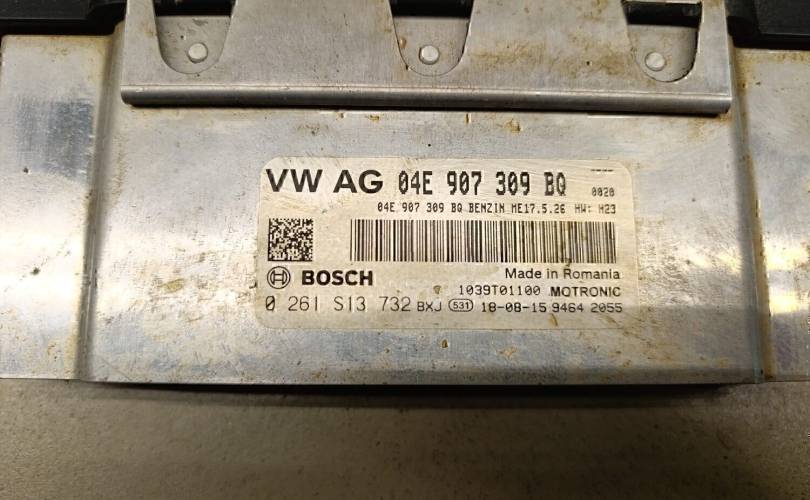 VW AG 04E 907 309 BQ 0020
04E 907 309 BQ BENZIN ME17.5.26 HW: H23
BOSCH Made in Romania
1039T01100 MOTRONIC
0 261 S13 732 BXJ 531 18-08-15 9464 2055